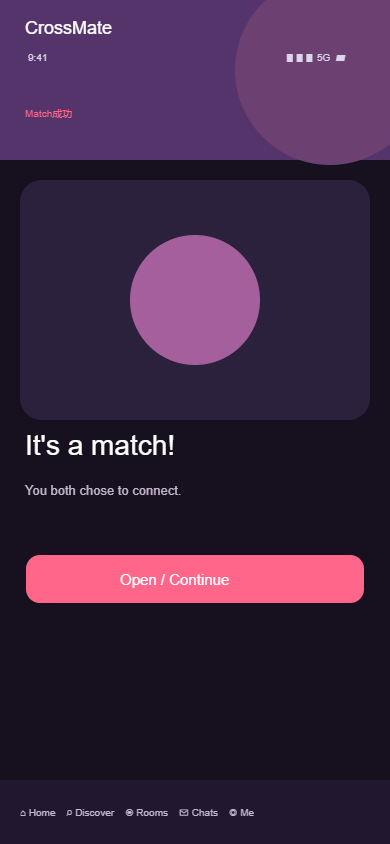 CrossMate
9:41 5G
Match成功
It's a match!
You both chose to connect.
Open / Continue
⌂ Home ⌕ Discover ֎ Rooms ✉ Chats ◎ Me